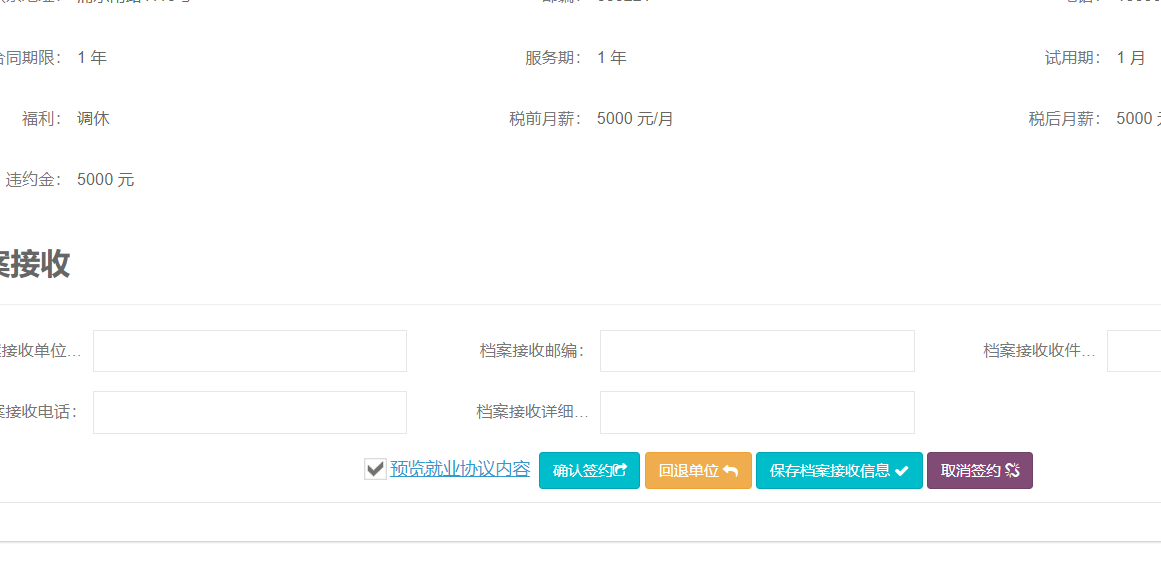 合同期限： 1 年 服务期： 1 年 试用期： 1 月
福利： 调休 税前月薪： 5000 元/月 税后月薪： 5000
违约金： 5000 元
案接收
接收单位... 档案接收邮编： 档案接收收件...
案接收电话： 档案接收详细...
预览就业协议内容 确认签约 回退单位 保存档案接收信息 取消签约